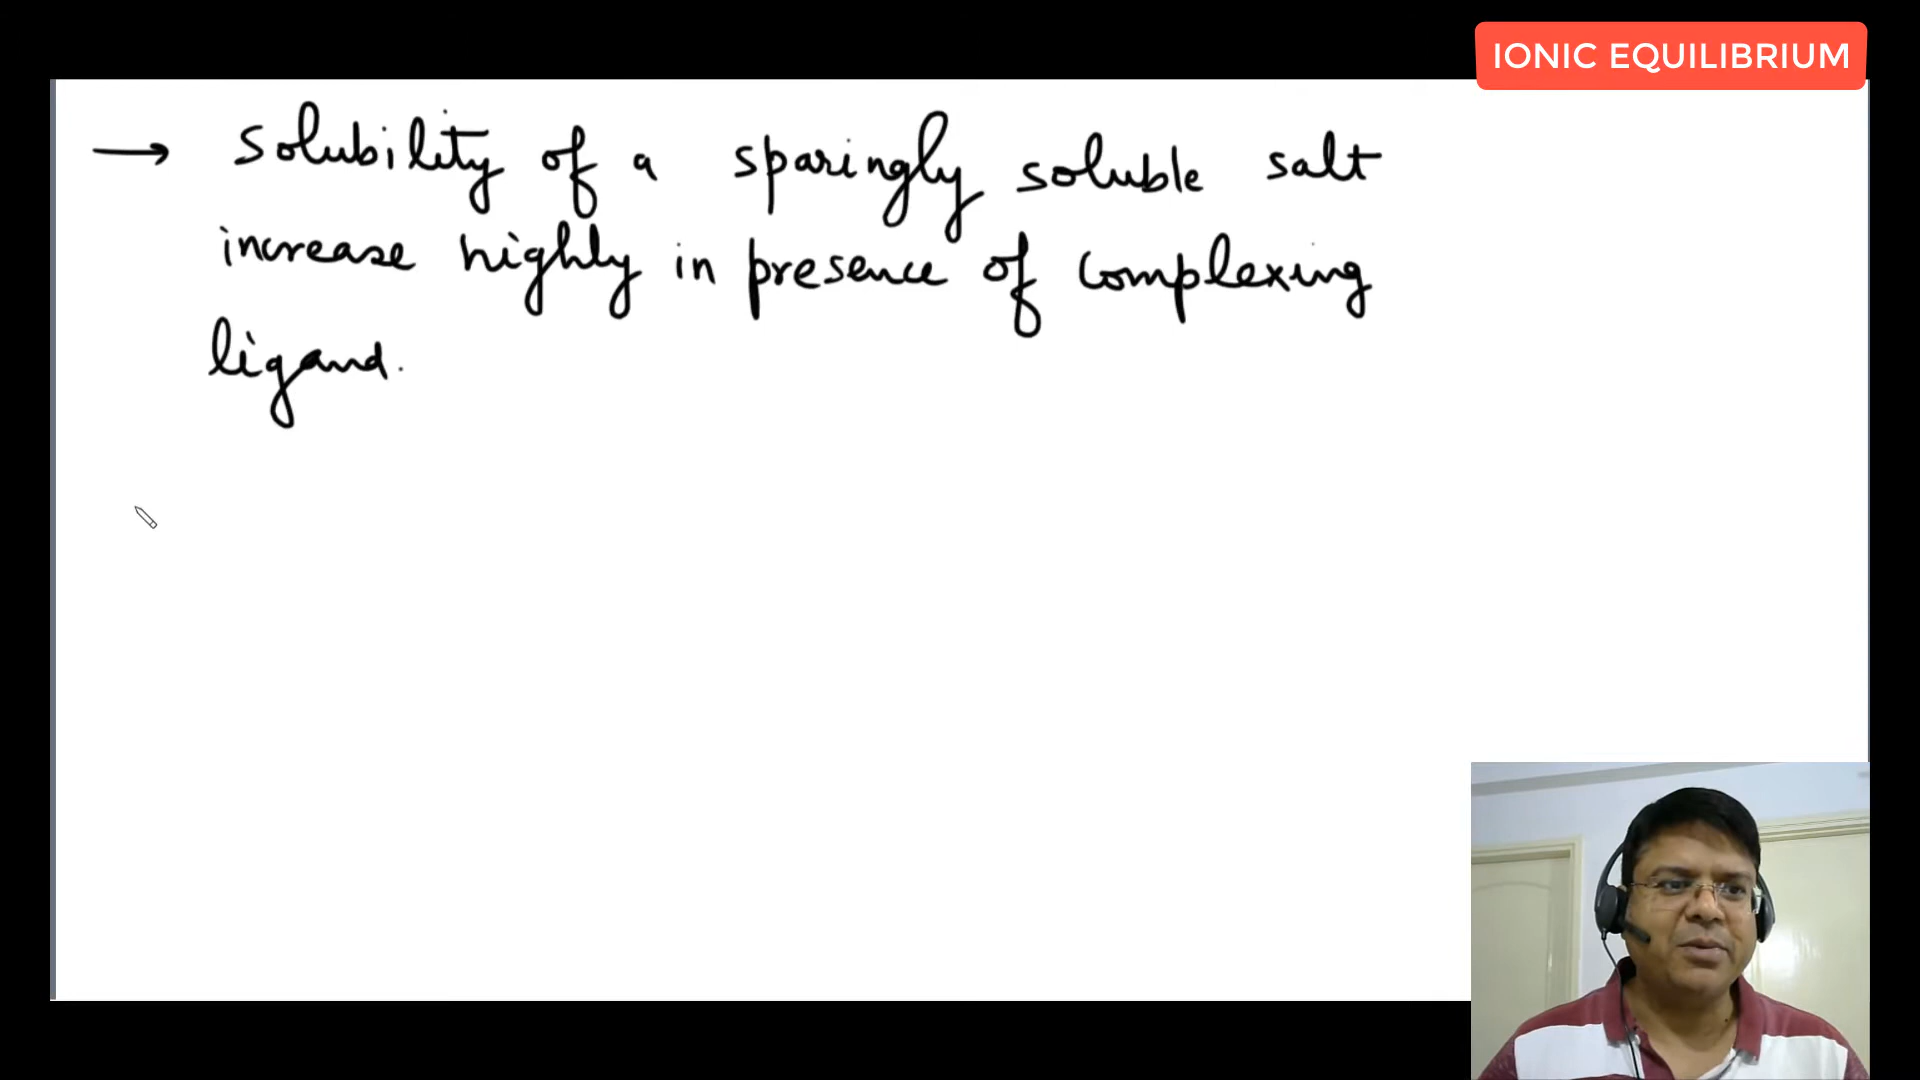 IONIC EQUILIBRIUM
→ solubility of a sparingly soluble salt
increase highly in presence of complexing
ligand.